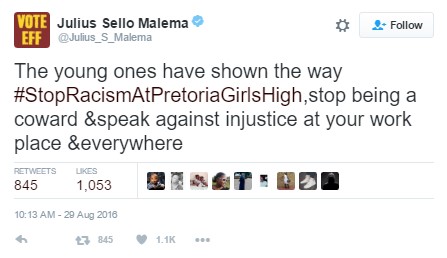 VOTE
EFF
Julius Sello Malema
@Julius_S_Malema
Follow
The young ones have shown the way
#StopRacismAtPretoriaGirlsHigh,stop being a
coward &speak against injustice at your work
place &everywhere
RETWEETS LIKES
845 1,053
10:13 AM - 29 Aug 2016
845 1.1K